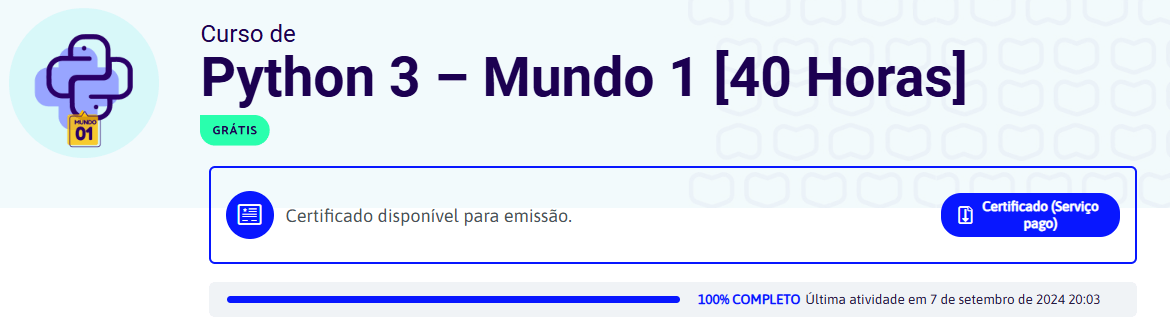 Curso de
Python 3 – Mundo 1 [40 Horas]
MUNDO
01
GRÁTIS
Certificado disponível para emissão.
Certificado (Serviço
pago)
100% COMPLETO Última atividade em 7 de setembro de 2024 20:03